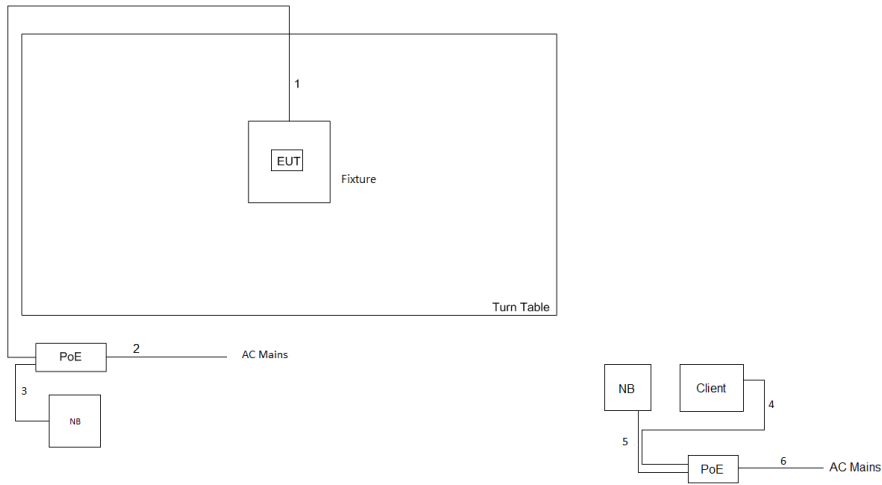 1
EUT
Fixture
Turn Table
PoE
2
AC Mains
3
NB
NB
Client
4
5
PoE
6
AC Mains